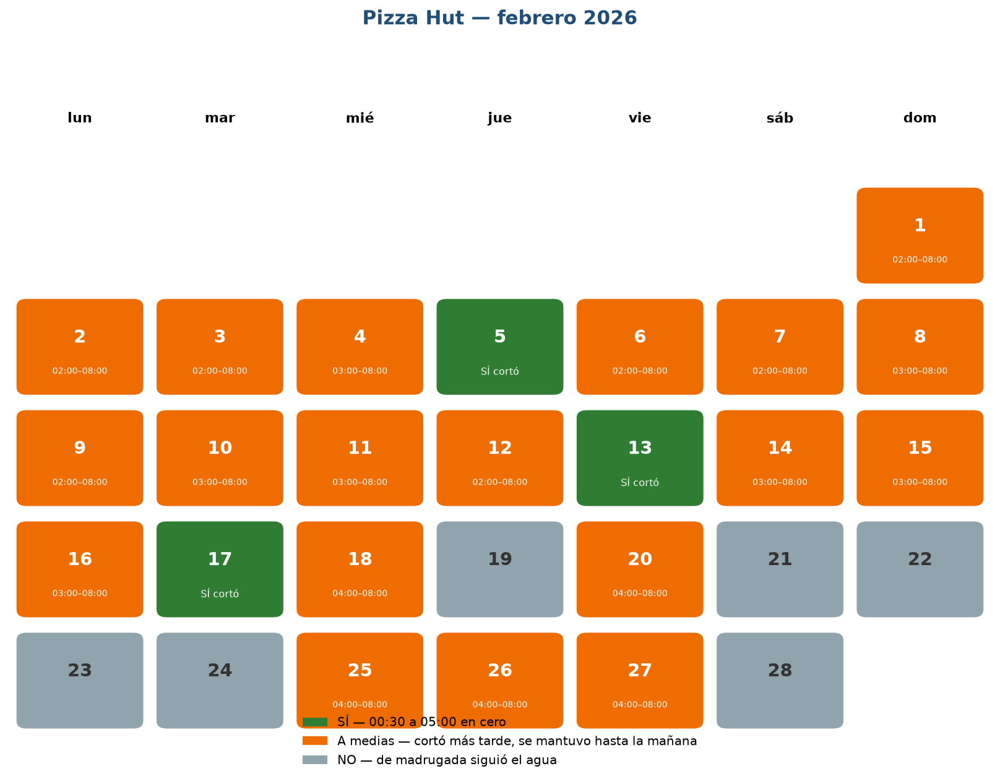 Pizza Hut — febrero 2026
lun mar mié jue vie sáb dom
1
02:00–08:00
2 3 4 5 6 7 8
02:00–08:00 02:00–08:00 03:00–08:00 SÍ cortó 02:00–08:00 02:00–08:00 03:00–08:00
9 10 11 12 13 14 15
02:00–08:00 03:00–08:00 03:00–08:00 02:00–08:00 SÍ cortó 03:00–08:00 03:00–08:00
16 17 18 19 20 21 22
03:00–08:00 SÍ cortó 04:00–08:00 04:00–08:00
23 24 25 26 27 28
04:00–08:00 04:00–08:00 04:00–08:00
SÍ — 00:30 a 05:00 en cero
A medias — cortó más tarde, se mantuvo hasta la mañana
NO — de madrugada siguió el agua